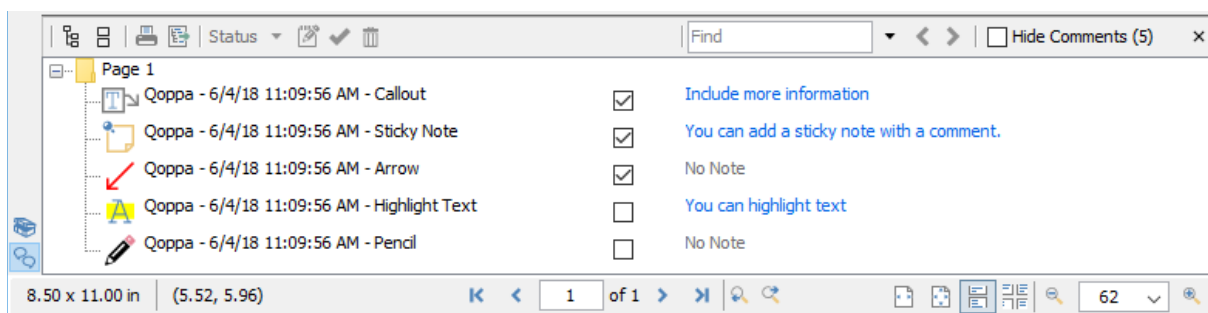 Status Find Hide Comments (5)
Page 1
Qoppa - 6/4/18 11:09:56 AM - Callout Include more information
Qoppa - 6/4/18 11:09:56 AM - Sticky Note You can add a sticky note with a comment.
Qoppa - 6/4/18 11:09:56 AM - Arrow No Note
Qoppa - 6/4/18 11:09:56 AM - Highlight Text You can highlight text
Qoppa - 6/4/18 11:09:56 AM - Pencil No Note
8.50 x 11.00 in (5.52, 5.96) 1 of 1 62